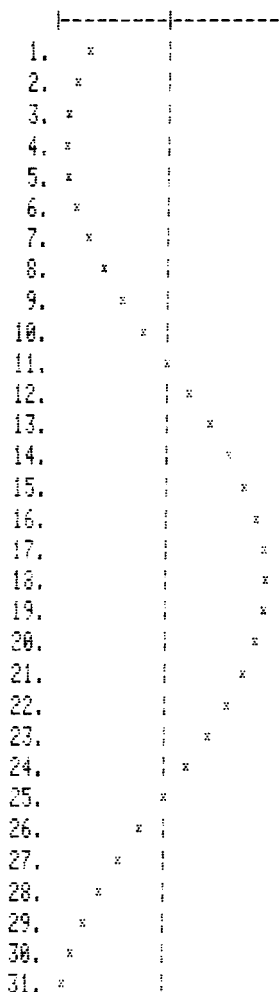 |---------|---------
1. x ¦
2. x ¦
3. x ¦
4. x ¦
5. x ¦
6. x ¦
7. x ¦
8. x ¦
9. x ¦
10. x ¦
11. x
12. ¦ x
13. ¦ x
14. ¦ x
15. ¦ x
16. ¦ x
17. ¦ x
18. ¦ x
19. ¦ x
20. ¦ x
21. ¦ x
22. ¦ x
23. ¦ x
24. ¦ x
25. x
26. x ¦
27. x ¦
28. x ¦
29. x ¦
30. x ¦
31. x ¦